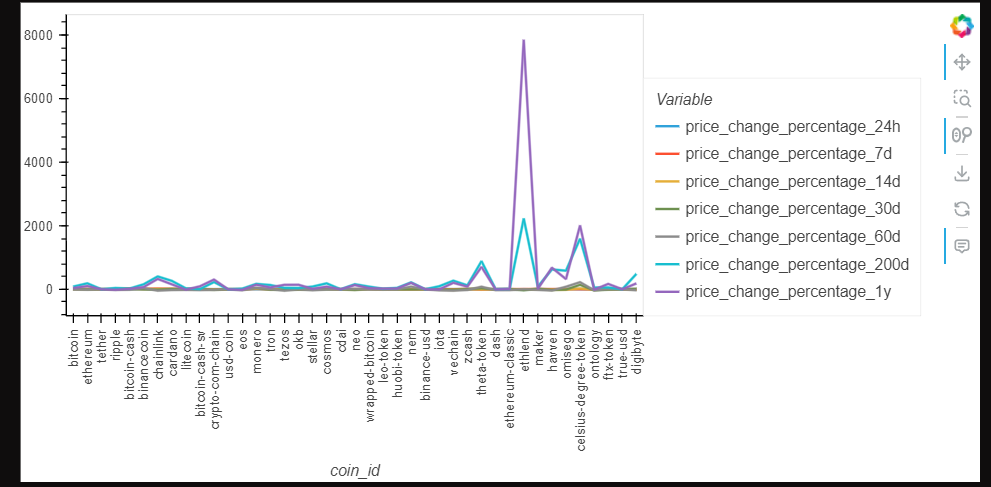 8000
6000
4000
2000
0
bitcoin
ethereum
tether
ripple
bitcoin-cash
binancecoin
chainlink
cardano
litecoin
bitcoin-cash-sv
crypto-com-chain
usd-coin
eos
monero
tron
tezos
okb
stellar
cosmos
cdai
neo
wrapped-bitcoin
leo-token
huobi-token
nem
binance-usd
iota
vechain
zcash
theta-token
dash
ethereum-classic
ethlend
maker
havven
omisego
celsius-degree-token
ontology
ftx-token
true-usd
digibyte
coin_id
Variable
price_change_percentage_24h
price_change_percentage_7d
price_change_percentage_14d
price_change_percentage_30d
price_change_percentage_60d
price_change_percentage_200d
price_change_percentage_1y